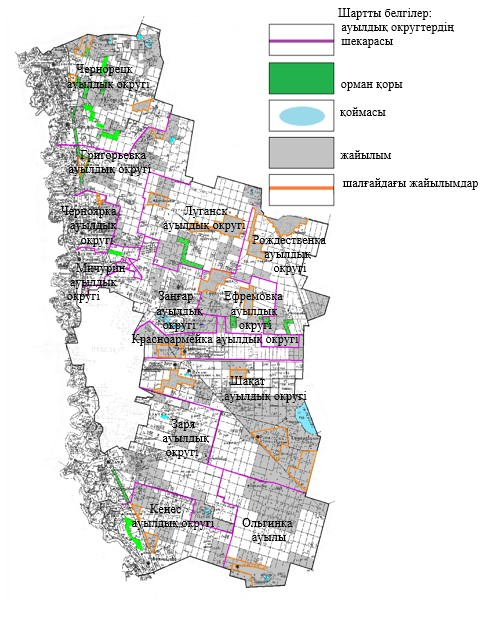 Шартты белгілер:
ауылдық округтердің
шекарасы
орман қоры
қоймасы
жайылым
шалғайдағы жайылымдар
Чернорецк
ауылдық округі
Григорьевка
ауылдық округі
Черноярка
ауылдық
округі
Луганск
ауылдық округі
Рождественка
ауылдық
округі
Мичурин
ауылдық
округі
Заңғар
ауылдық
округі
Ефремовка
ауылдық
округі
Красноармейка ауылдық округі
Шақат
ауылдық округі
Заря
ауылдық
округі
Кеңес
ауылдық округі
Ольгинка
ауылы